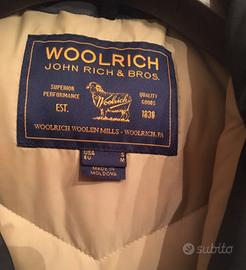 WOOLRICH
JOHN RICH & BROS.
SUPERIOR
PERFORMANCE
EST.
Woolrich
QUALITY
GOODS
1830
WOOLRICH WOOLEN MILLS - WOOLRICH, PA
USA S
EU M
MADE IN
MOLDOVA
subito